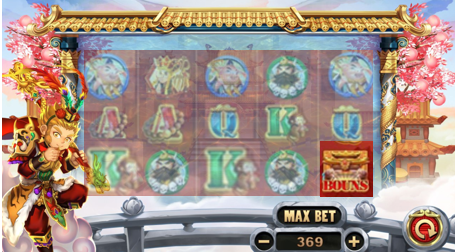 A A Q K Q
K K
BOUNS
MAX BET
− 369 +